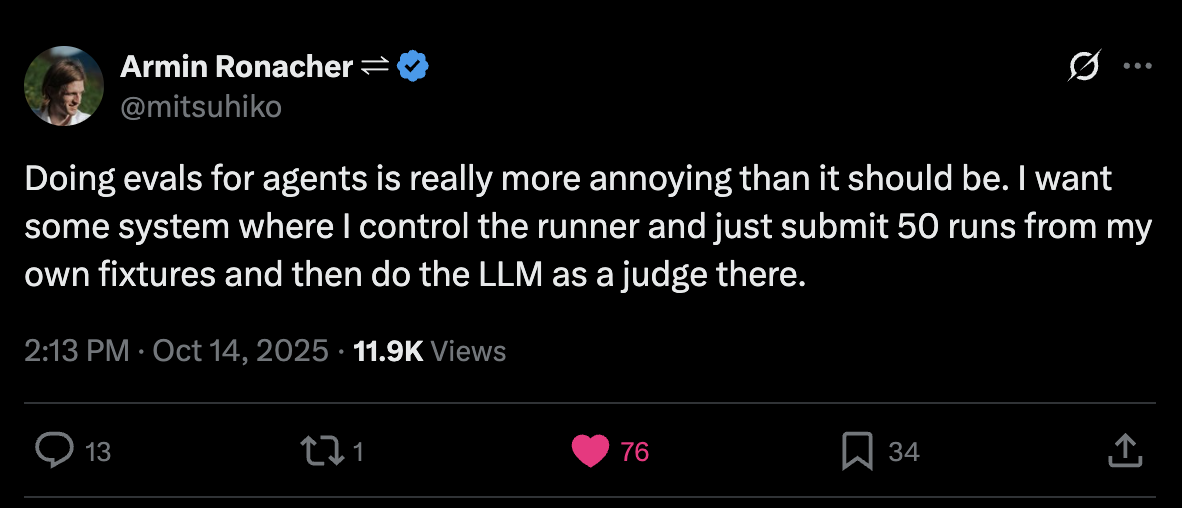 Armin Ronacher ⇌
@mitsuhiko
Doing evals for agents is really more annoying than it should be. I want
some system where I control the runner and just submit 50 runs from my
own fixtures and then do the LLM as a judge there.
2:13 PM · Oct 14, 2025 · 11.9K Views
13 1 76 34